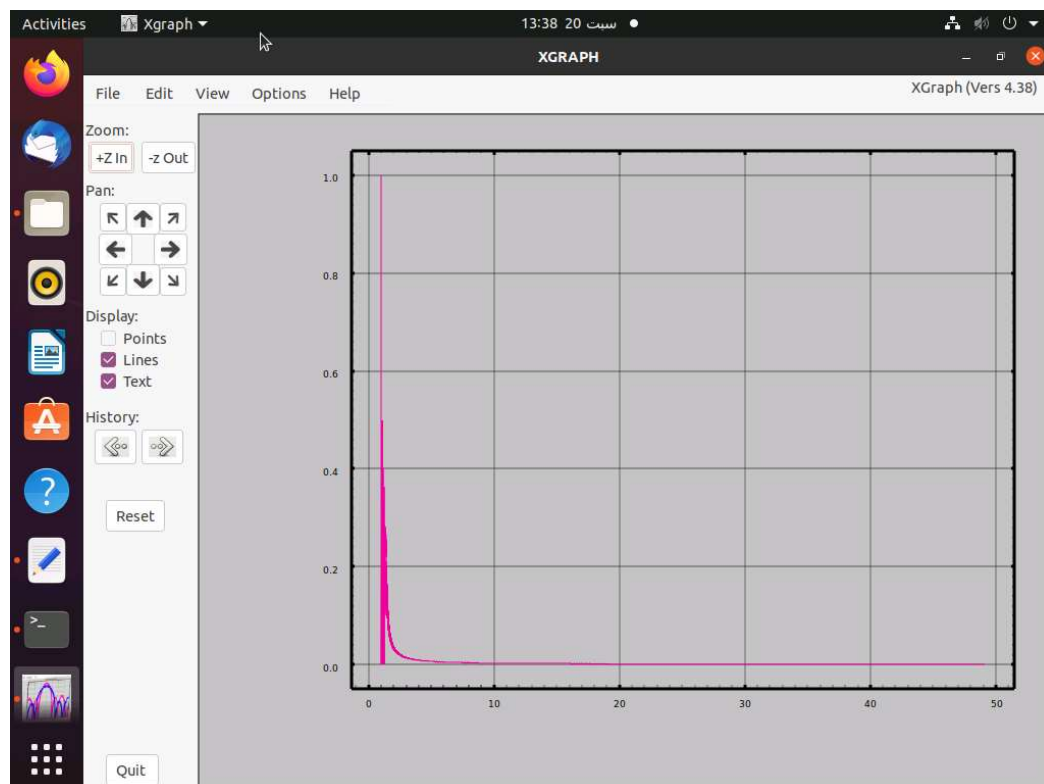 Activities Xgraph 13:38 20 سبت
XGRAPH
File Edit View Options Help XGraph (Vers 4.38)
Zoom:
+Z In -z Out
Pan:
Display:
Points
Lines
Text
History:
Reset
Quit
1.0
0.8
0.6
0.4
0.2
0.0
0 10 20 30 40 50